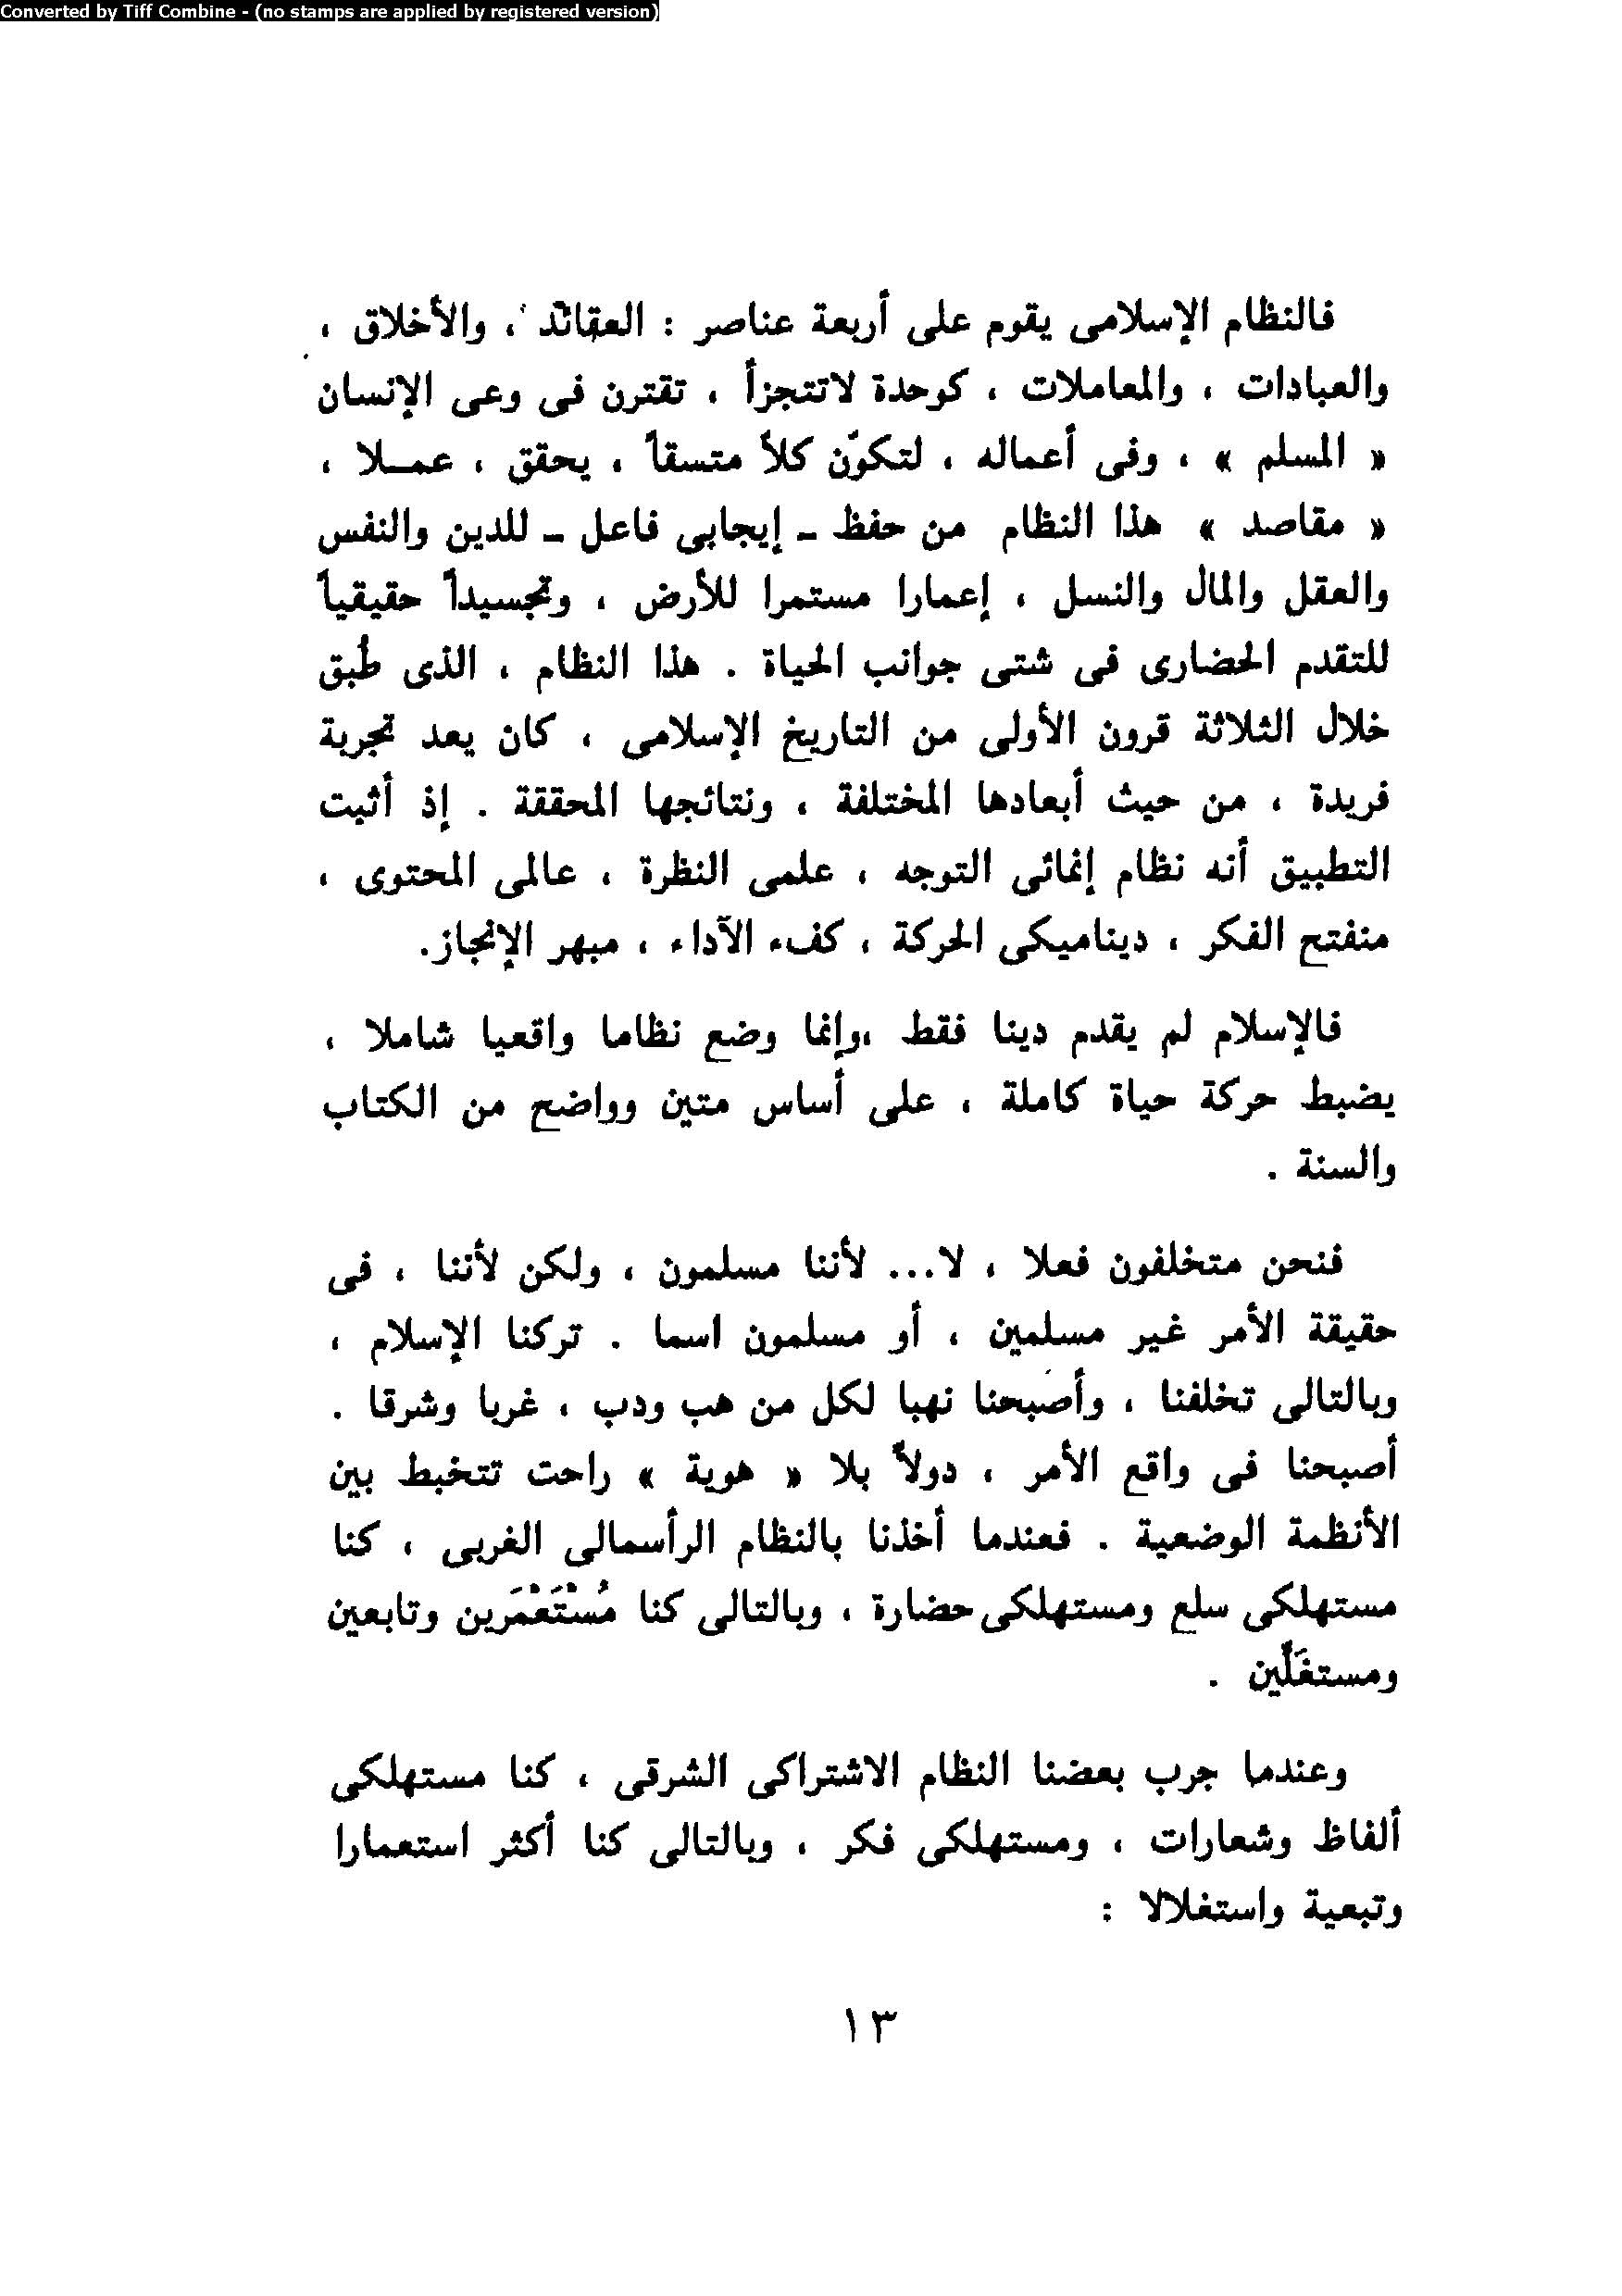 Converted by Tiff Combine - (no stamps are applied by registered version)
فالنظام الإسلامى يقوم على أربعة عناصر : العقائد ، والأخلاق ،
والعبادات ، والمعاملات ، كوحدة لاتتجزأ ، تقترن فى وعى الإنسان
« المسلم » ، وفى أعماله ، لتكوّن كلاً متسقاً ، يحقق ، عمــلا ،
« مقاصد » هذا النظام من حفظ ـ إيجابى فاعل ـ للدين والنفس
والعقل والمال والنسل ، إعمارا مستمرا للأرض ، وتجسيداً حقيقياً
للتقدم الحضارى فى شتى جوانب الحياة . هذا النظام ، الذى طُبق
خلال الثلاثة قرون الأولى من التاريخ الإسلامى ، كان يعد تجربة
فريدة ، من حيث أبعادها المختلفة ، ونتائجها المحققة . إذ أثبت
التطبيق أنه نظام إنمائى التوجه ، علمى النظرة ، عالمى المحتوى ،
منفتح الفكر ، ديناميكى الحركة ، كفء الآداء ، مبهر الإنجاز.
فالإسلام لم يقدم دينا فقط ،وإنما وضع نظاما واقعيا شاملا ،
يضبط حركة حياة كاملة ، على أساس متين وواضح من الكتاب
والسنة .
فنحن متخلفون فعلا ، لا... لأننا مسلمون ، ولكن لأننا ، فى
حقيقة الأمر غير مسلمين ، أو مسلمون اسما . تركنا الإسلام ،
وبالتالى تخلفنا ، وأصبحنا نهبا لكل من هب ودب ، غربا وشرقا .
أصبحنا فى واقع الأمر ، دولاً بلا « هوية » راحت تتخبط بين
الأنظمة الوضعية . فعندما أخذنا بالنظام الرأسمالى الغربى ، كنا
مستهلكى سلع ومستهلكى حضارة ، وبالتالى كنا مُسْتَعْمَرين وتابعين
ومستغَلّين .
وعندما جرب بعضنا النظام الاشتراكى الشرقى ، كنا مستهلكى
ألفاظ وشعارات ، ومستهلكى فكر ، وبالتالى كنا أكثر استعمارا
وتبعية واستغلالا :
١٣